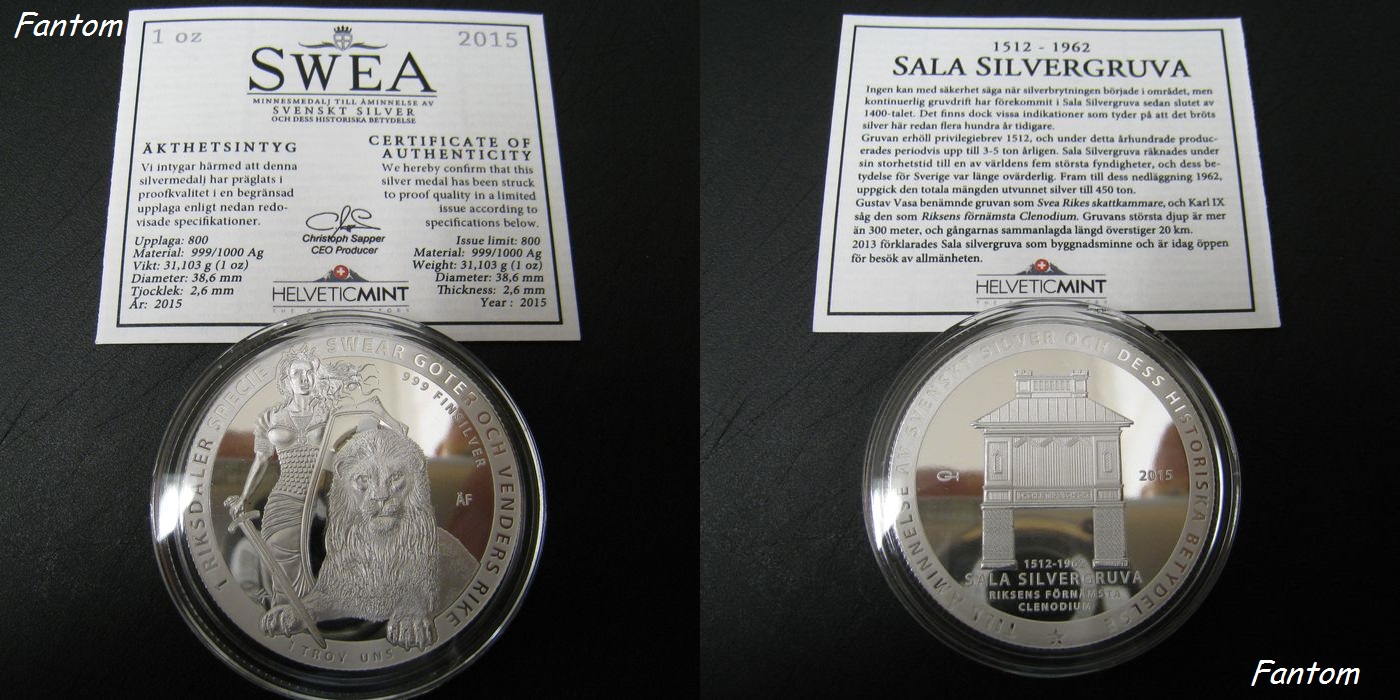 Fantom
1 oz
2015
SWEA
MINNESMEDALJ TILL ÅMINNELSE AV
SVENSKT SILVER
OCH DESS HISTORISKA BETYDELSE
ÄKTHETSINTYG
Vi intygar härmed att denna
silvermedalj har präglats i
proofkvalitet i en begränsad
upplaga enligt nedan redo-
visade specifikationer.
Upplaga: 800
Material: 999/1000 Ag
Vikt: 31,103 g (1 oz)
Diameter: 38,6 mm
Tjocklek: 2,6 mm
År: 2015
CERTIFICATE OF
AUTHENTICITY
We hereby confirm that this
silver medal has been struck
to proof quality in a limited
issue according to
specifications below.
Issue limit: 800
Material: 999/1000 Ag
Weight: 31,103 g (1 oz)
Diameter: 38,6 mm
Thickness: 2,6 mm
Year : 2015
Christoph Sapper
CEO Producer
HELVETICMINT
1 RIKSDALER SPECIE
SWEAR GÖTER OCH VENDERS RIKE
999 FINSILVER
ÄF
1 TROY UNS
1512 - 1962
SALA SILVERGRUVA
Ingen kan med säkerhet säga när silverbrytningen började i området, men
kontinuerlig gruvdrift har förekommit i Sala Silvergruva sedan slutet av
1400-talet. Det finns dock vissa indikationer som tyder på att det bröts
silver här redan flera hundra år tidigare.
Gruvan erhöll privilegiebrev 1512, och under detta århundrade produc-
erades periodvis upp till 3-5 ton årligen. Sala Silvergruva räknades under
sin storhetstid till en av världens fem största fyndigheter, och dess be-
tydelse för Sverige var länge ovärderlig. Fram till dess nedläggning 1962,
uppgick den totala mängden utvunnet silver till 450 ton.
Gustav Vasa benämnde gruvan som Svea Rikes skattkammare, och Karl IX
såg den som Riksens förnämsta Clenodium. Gruvans största djup är mer
än 300 meter, och gångarnas sammanlagda längd överstiger 20 km.
2013 förklarades Sala silvergruva som byggnadsminne och är idag öppen
för besök av allmänheten.
HELVETICMINT
TILL ÅMINNELSE AV SVENSKT SILVER OCH DESS HISTORISKA BETYDELSE
2015
1512-1962
SALA SILVERGRUVA
RIKSENS FÖRNÄMSTA
CLENODIUM
Fantom